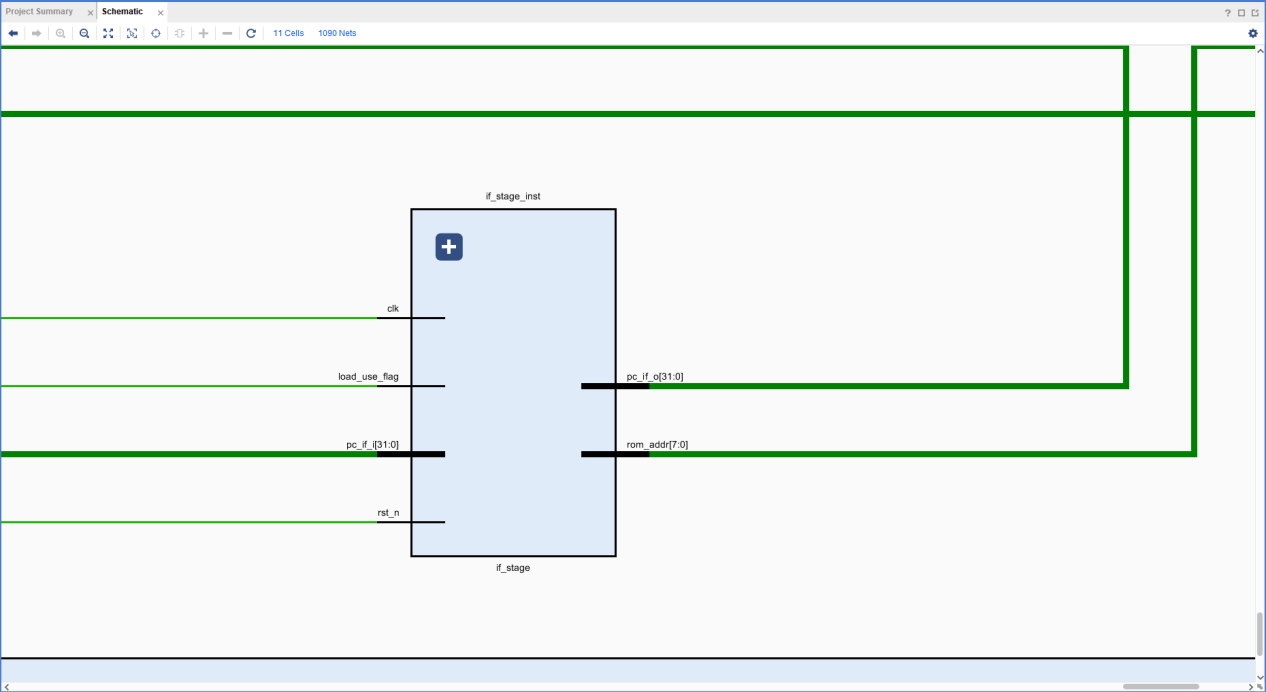 Project Summary
Schematic
11 Cells
1090 Nets
if_stage_inst
clk
load_use_flag
pc_if_o[31:0]
pc_if_i[31:0]
rom_addr[7:0]
rst_n
if_stage